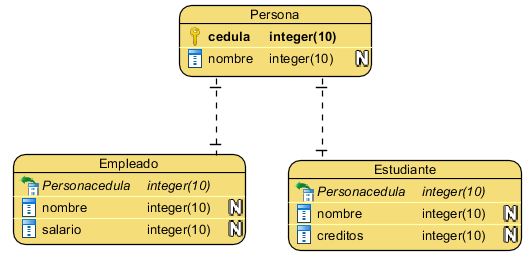 Persona
cedula integer(10)
nombre integer(10) N
Empleado
Personacedula integer(10)
nombre integer(10) N
salario integer(10) N
Estudiante
Personacedula integer(10)
nombre integer(10) N
creditos integer(10) N